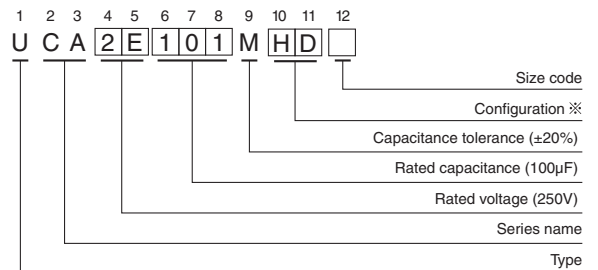 1 2 3 4 5 6 7 8 9 10 11 12
U C A 2 E 1 0 1 M H D
Size code
Configuration ※
Capacitance tolerance (±20%)
Rated capacitance (100µF)
Rated voltage (250V)
Series name
Type